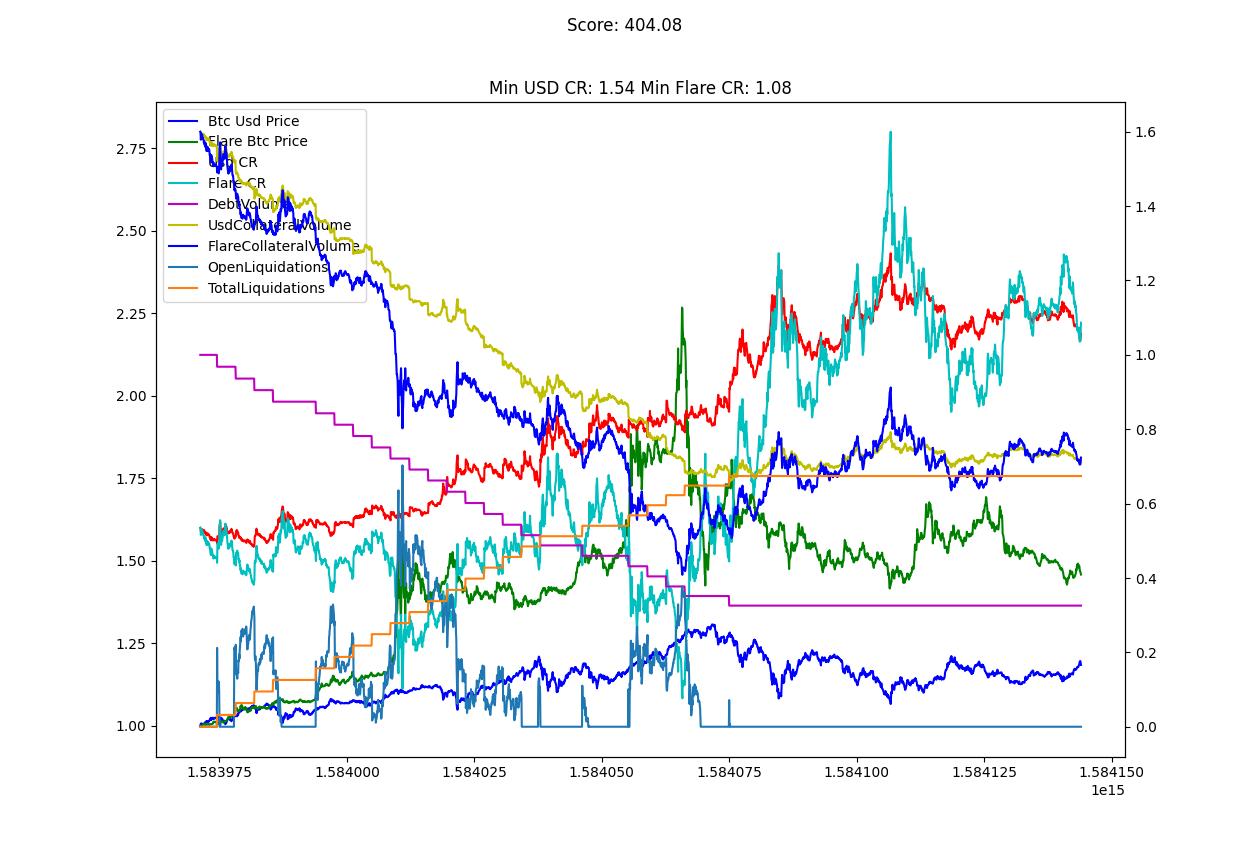 Score: 404.08
Min USD CR: 1.54 Min Flare CR: 1.08
Btc Usd Price
Flare Btc Price
Usd CR
Flare CR
DebtVolume
UsdCollateralVolume
FlareCollateralVolume
OpenLiquidations
TotalLiquidations
2.75
2.50
2.25
2.00
1.75
1.50
1.25
1.00
1.6
1.4
1.2
1.0
0.8
0.6
0.4
0.2
0.0
1.583975
1.584000
1.584025
1.584050
1.584075
1.584100
1.584125
1.584150
1e15